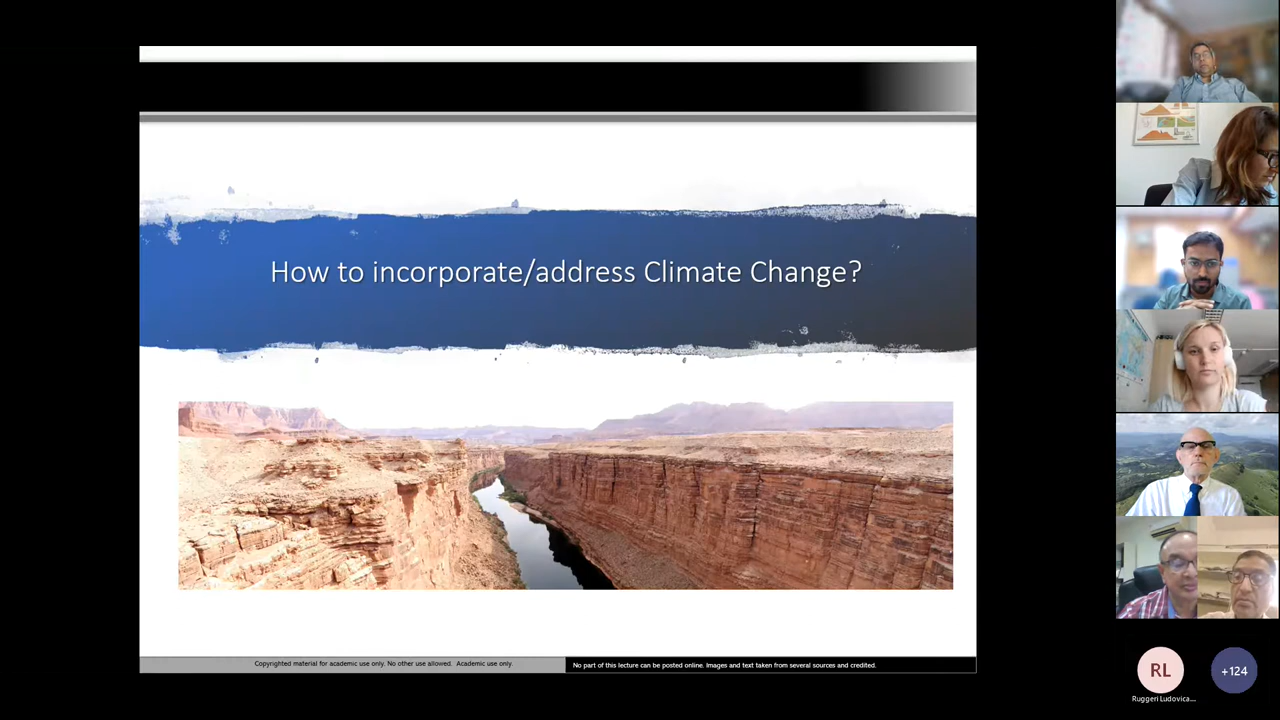 How to incorporate/address Climate Change?
Copyrighted material for academic use only. No other use allowed. Academic use only.
No part of this lecture can be posted online. Images and text taken from several sources and credited.
RL
+124
Ruggeri Ludovica...